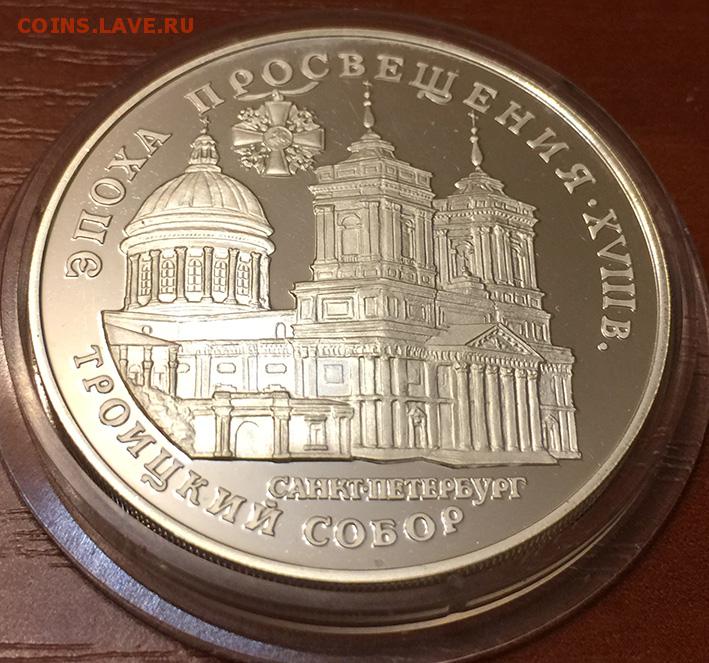 COINS.LAVE.RU
ЭПОХА ПРОСВЕЩЕНИЯ · XVIII В.
САНКТ-ПЕТЕРБУРГ
ТРОИЦКИЙ СОБОР